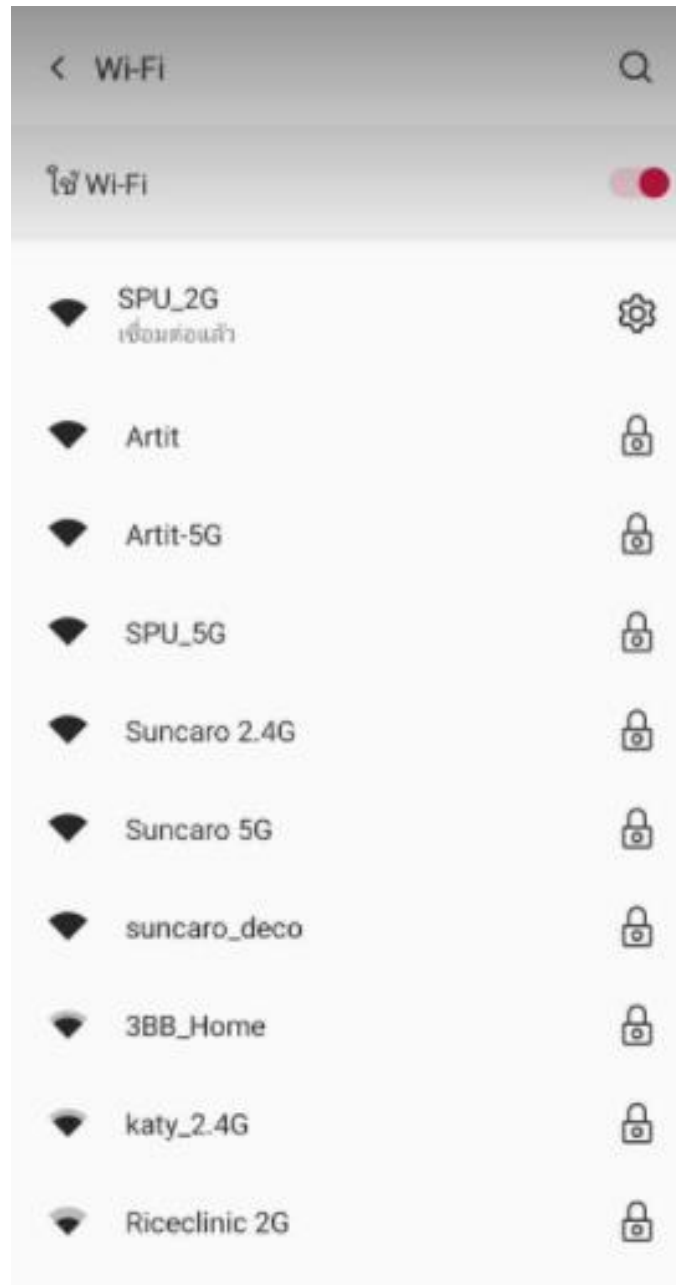 Wi-Fi
ใช้ Wi-Fi
SPU_2G
เชื่อมต่อแล้ว
Artit
Artit-5G
SPU_5G
Suncaro 2.4G
Suncaro 5G
suncaro_deco
3BB_Home
katy_2.4G
Riceclinic 2G